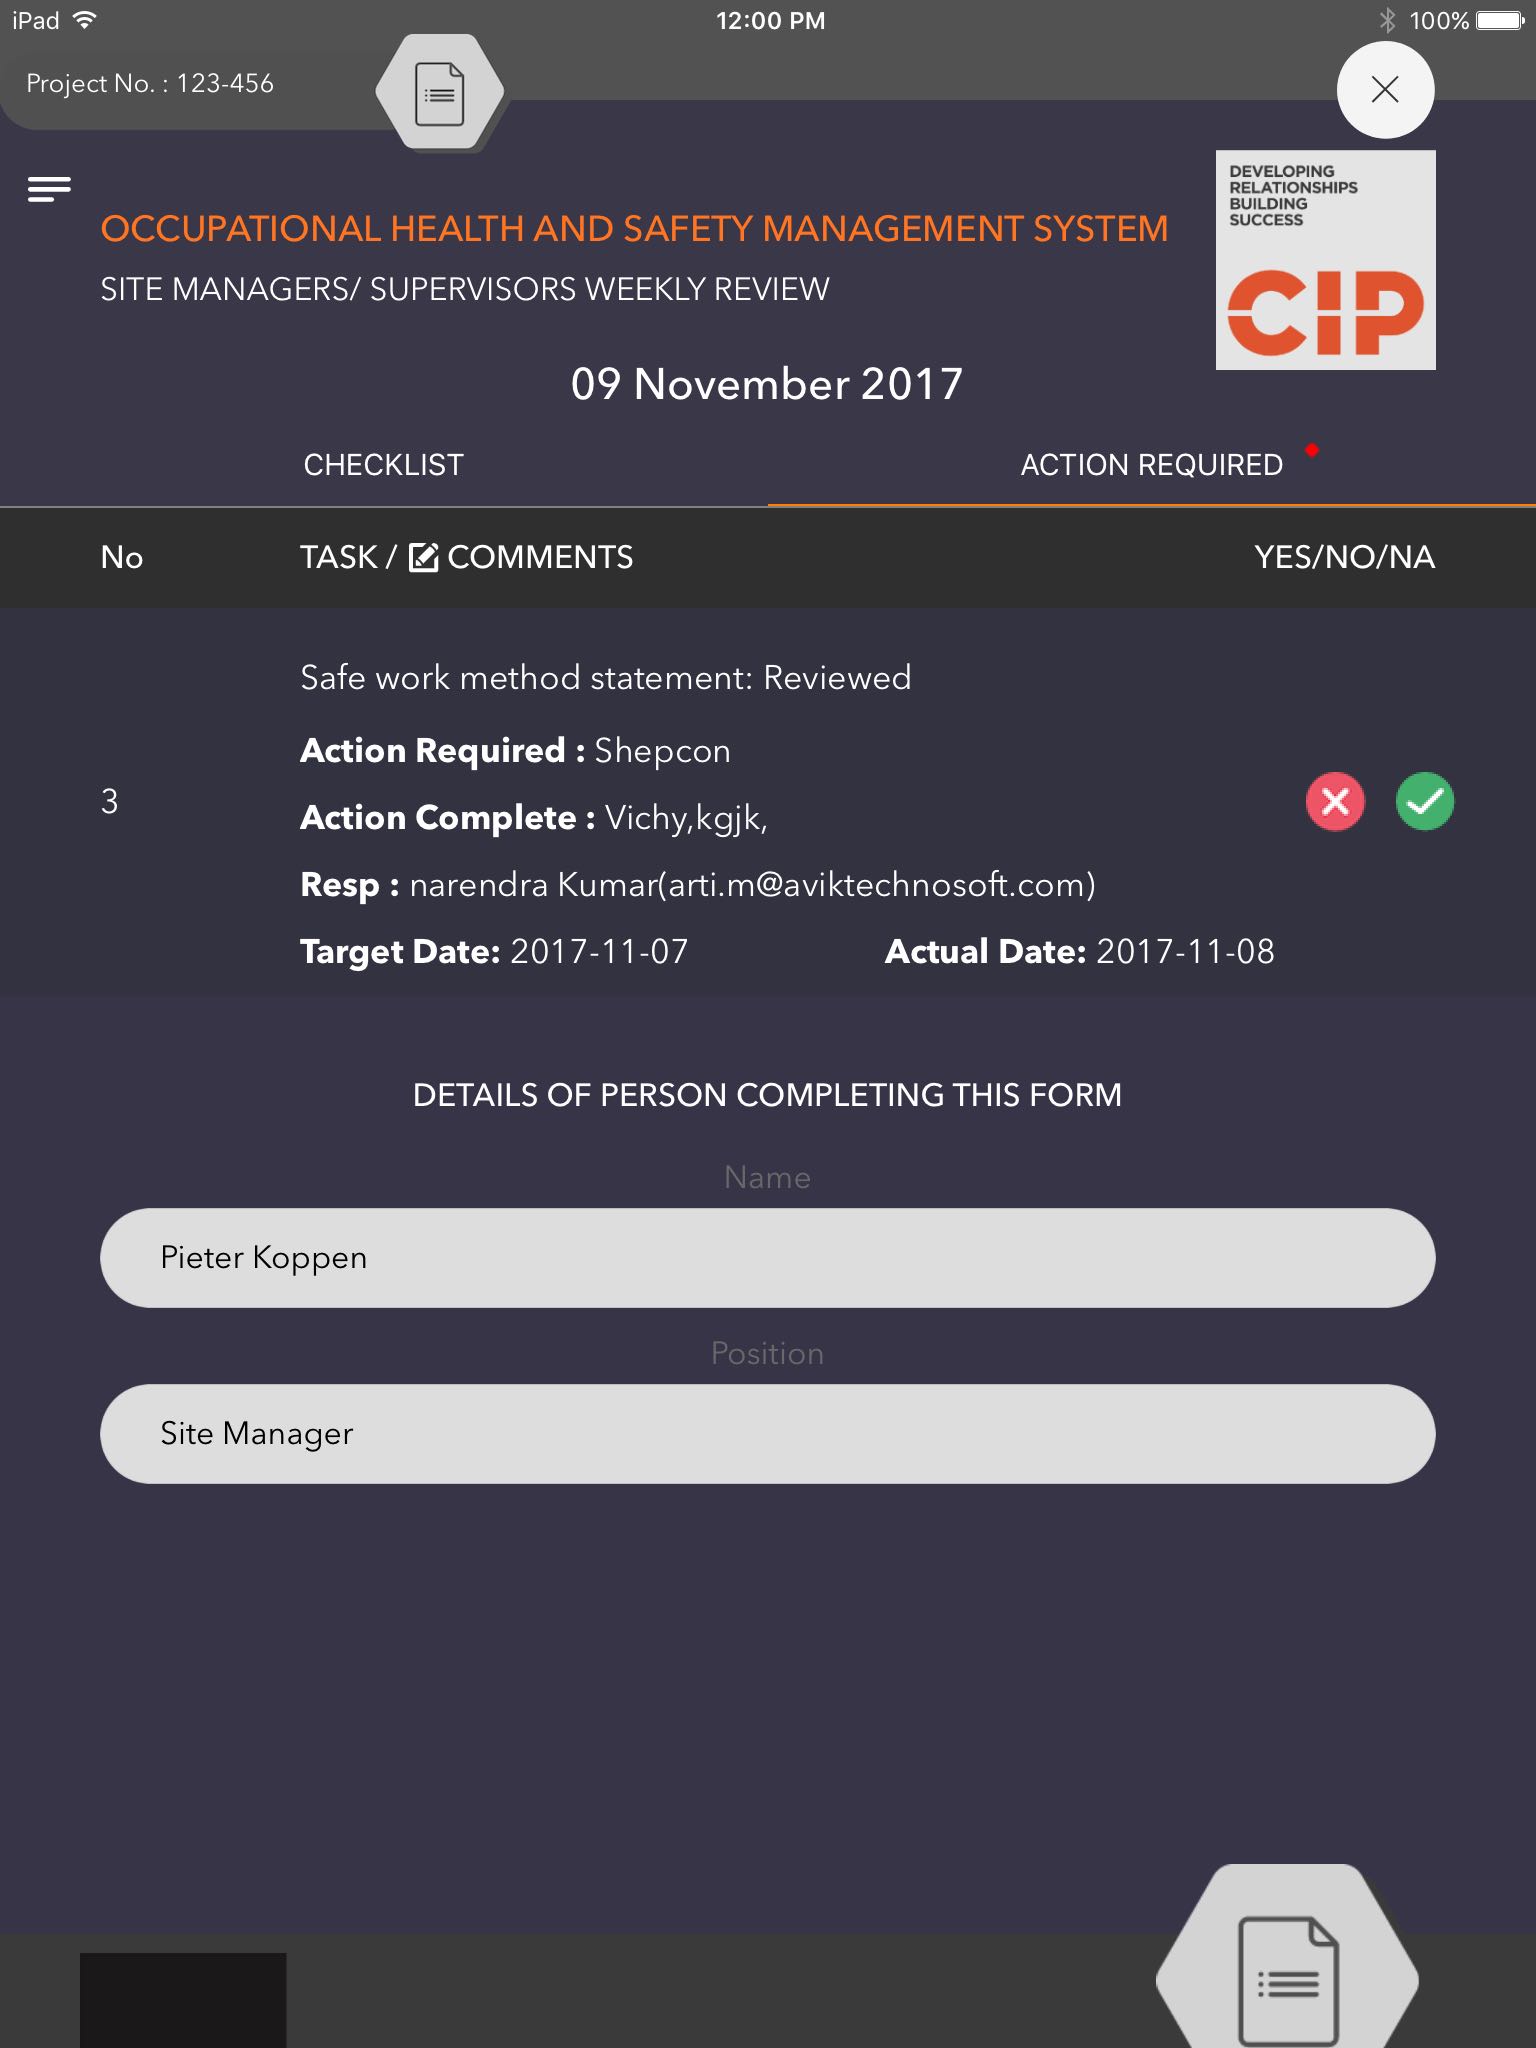 iPad 12:00 PM 100%
Project No. : 123-456
DEVELOPING
RELATIONSHIPS
BUILDING
SUCCESS
CIP
OCCUPATIONAL HEALTH AND SAFETY MANAGEMENT SYSTEM
SITE MANAGERS/ SUPERVISORS WEEKLY REVIEW
09 November 2017
CHECKLIST ACTION REQUIRED
No TASK / COMMENTS YES/NO/NA
Safe work method statement: Reviewed
Action Required : Shepcon
3
Action Complete : Vichy,kgjk,
Resp : narendra Kumar(arti.m@aviktechnosoft.com)
Target Date: 2017-11-07 Actual Date: 2017-11-08
DETAILS OF PERSON COMPLETING THIS FORM
Name
Pieter Koppen
Position
Site Manager